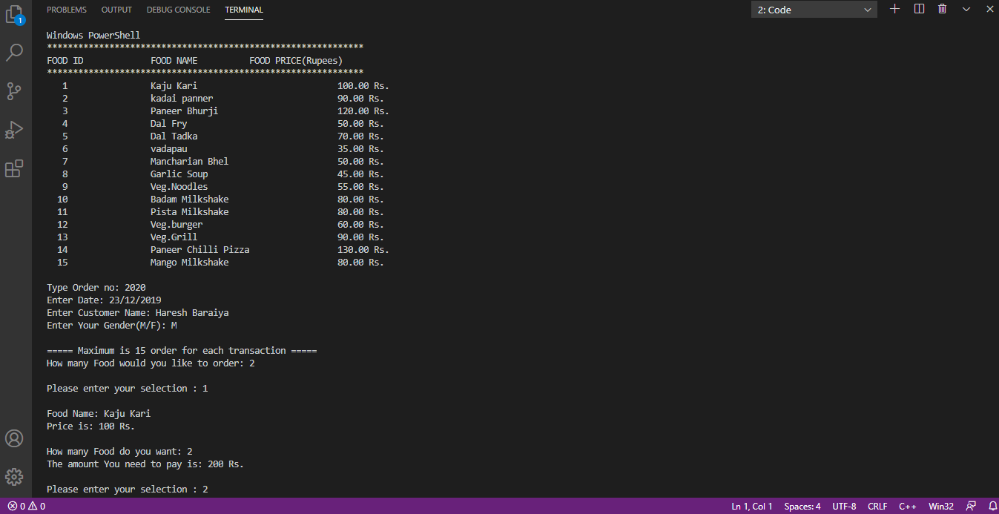 PROBLEMS OUTPUT DEBUG CONSOLE TERMINAL 2: Code
1
Windows PowerShell
*************************************************************
FOOD ID FOOD NAME FOOD PRICE(Rupees)
*************************************************************
1 Kaju Kari 100.00 Rs.
2 kadai panner 90.00 Rs.
3 Paneer Bhurji 120.00 Rs.
4 Dal Fry 50.00 Rs.
5 Dal Tadka 70.00 Rs.
6 vadapau 35.00 Rs.
7 Mancharian Bhel 50.00 Rs.
8 Garlic Soup 45.00 Rs.
9 Veg.Noodles 55.00 Rs.
10 Badam Milkshake 80.00 Rs.
11 Pista Milkshake 80.00 Rs.
12 Veg.burger 60.00 Rs.
13 Veg.Grill 90.00 Rs.
14 Paneer Chilli Pizza 130.00 Rs.
15 Mango Milkshake 80.00 Rs.
Type Order no: 2020
Enter Date: 23/12/2019
Enter Customer Name: Haresh Baraiya
Enter Your Gender(M/F): M
===== Maximum is 15 order for each transaction =====
How many Food would you like to order: 2
Please enter your selection : 1
Food Name: Kaju Kari
Price is: 100 Rs.
How many Food do you want: 2
The amount You need to pay is: 200 Rs.
Please enter your selection : 2
0 0 Ln 1, Col 1 Spaces: 4 UTF-8 CRLF C++ Win32